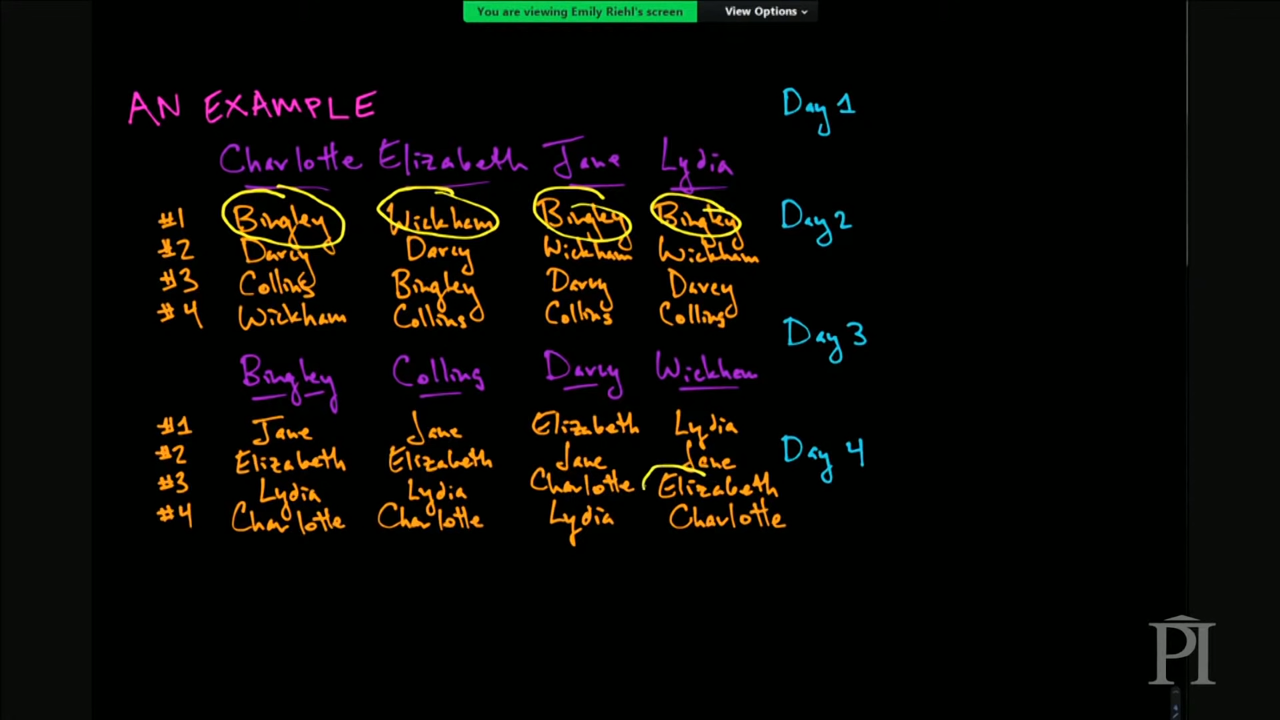 You are viewing Emily Riehl's screen View Options
AN EXAMPLE
Day 1
Charlotte Elizabeth Jane Lydia
#1 Bingley Wickham Bingley Bingley
Day 2
#2 Darcy Darcy Wickham Wickham
#3 Collins Bingley Darcy Darcy
#4 Wickham Collins Collins Collins
Day 3
Bingley Collins Darcy Wickham
#1 Jane Jane Elizabeth Lydia
#2 Elizabeth Elizabeth Jane Jane
Day 4
#3 Lydia Lydia Charlotte Elizabeth
#4 Charlotte Charlotte Lydia Charlotte
PI